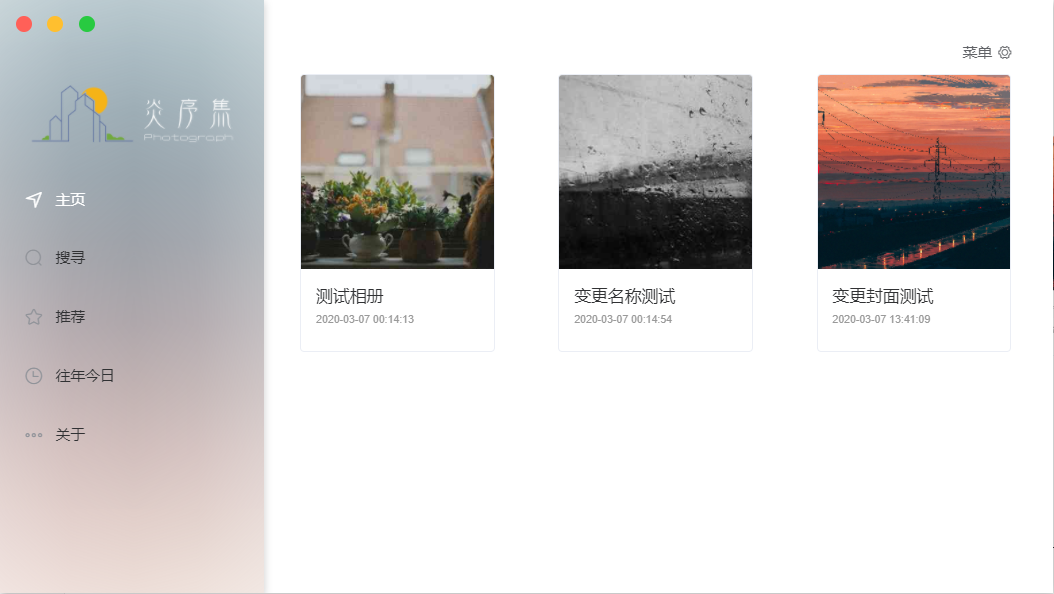 炎序集
Photograph
主页
搜寻
推荐
往年今日
关于
菜单
测试相册
2020-03-07 00:14:13
变更名称测试
2020-03-07 00:14:54
变更封面测试
2020-03-07 13:41:09